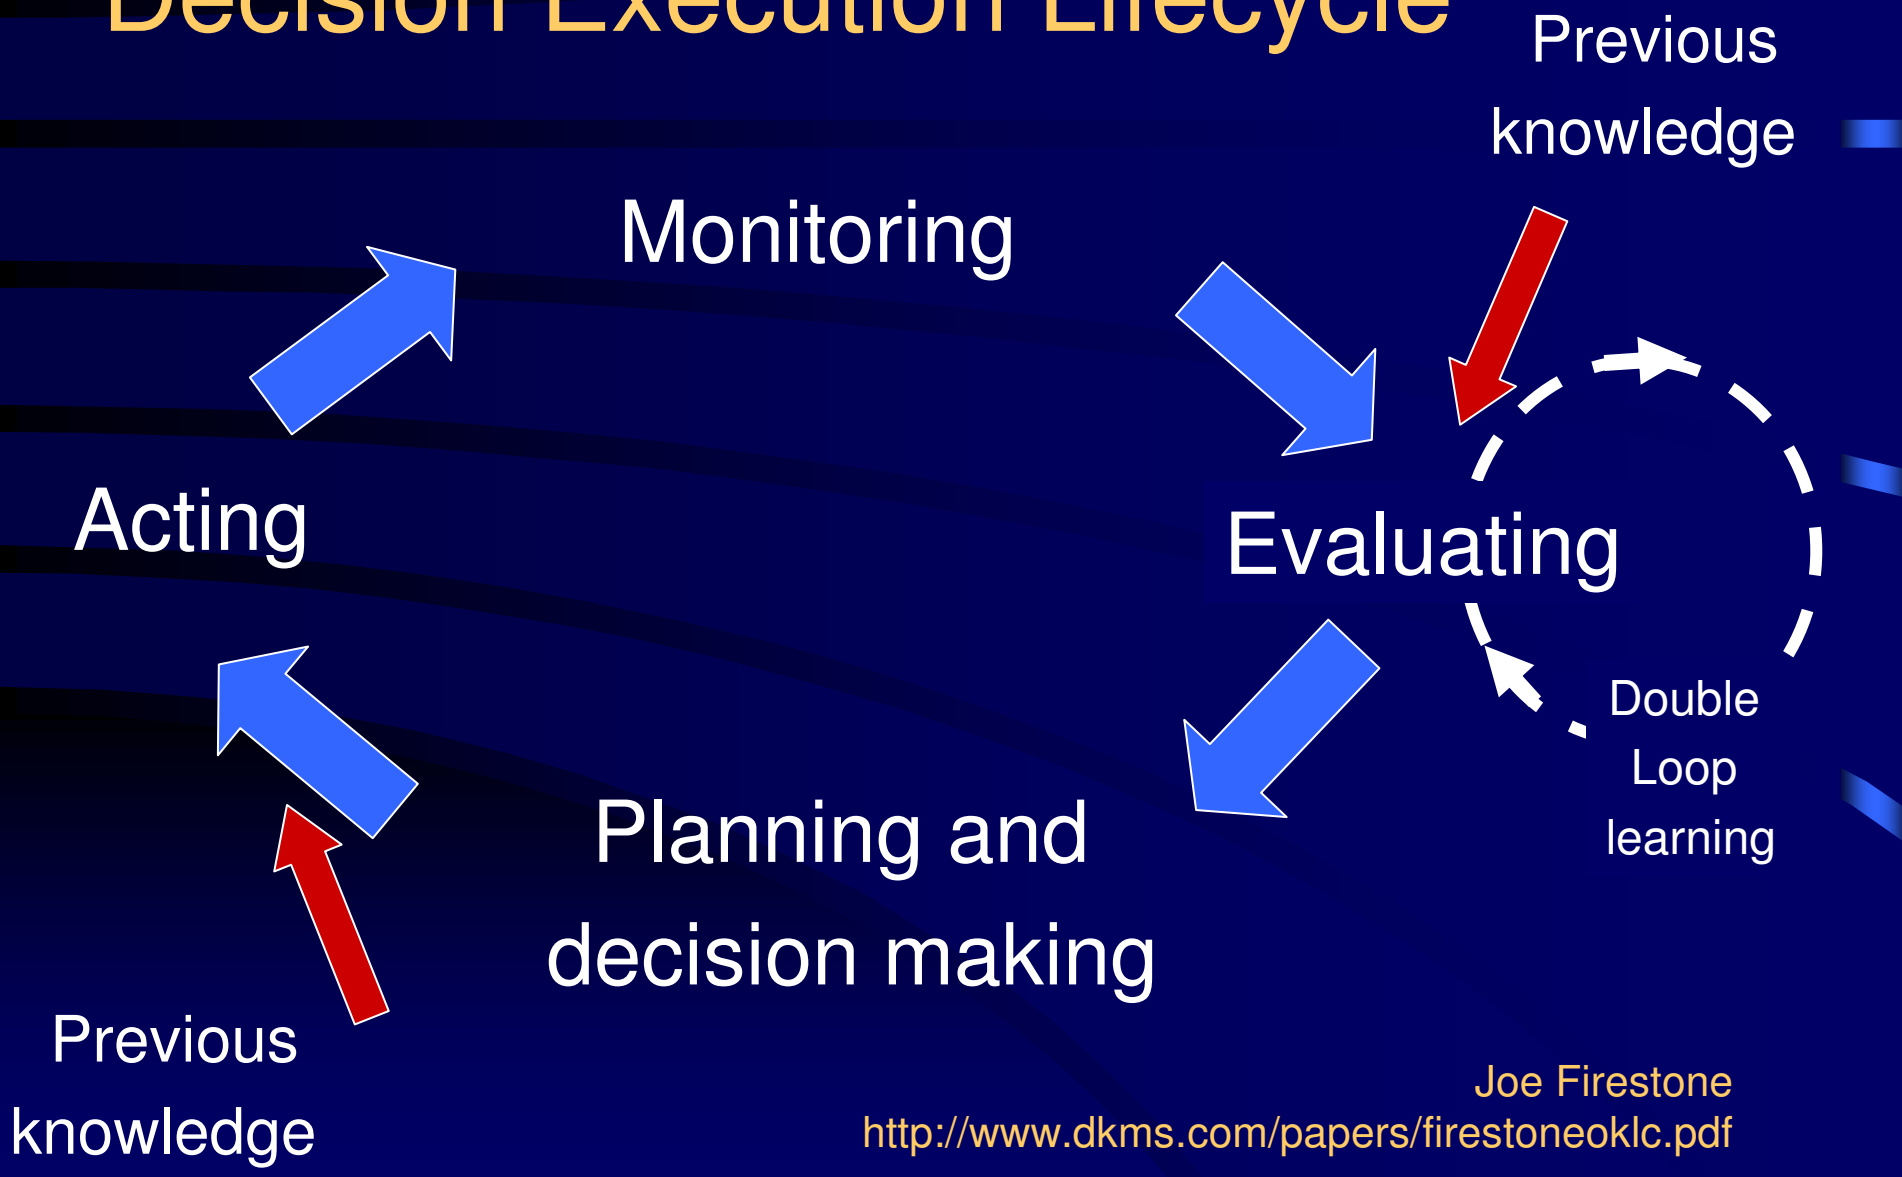 Decision Execution Lifecycle
Previous
knowledge
Monitoring
Acting
Evaluating
Double
Loop
learning
Planning and
decision making
Previous
knowledge
Joe Firestone
http://www.dkms.com/papers/firestoneoklc.pdf